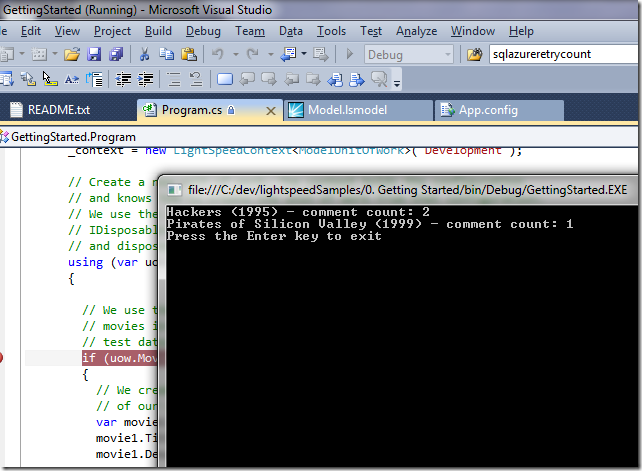 GettingStarted (Running) - Microsoft Visual Studio
File Edit View Project Build Debug Team Data Tools Architecture Test
Debug sqlazureretrycount
README.txt Program.cs Model.lsmodel App.config
GettingStarted.Program
_context = new LightSpeedContext<ModelUnitOfWork>("Development");
// Create a n
// and knows
// We use the
// IDisposabl
// and dispos
using (var uo
{
// We use t
// movies i
// test dat
if (uow.Mov
{
// We cre
// of our
var movie
movie1.Ti
movie1.De
file:///C:/dev/lightspeedSamples/0. Getting Started/bin/Debug/GettingStarted.EXE
Hackers (1995) - comment count: 2
Pirates of Silicon Valley (1999) - comment count: 1
Press the Enter key to exit